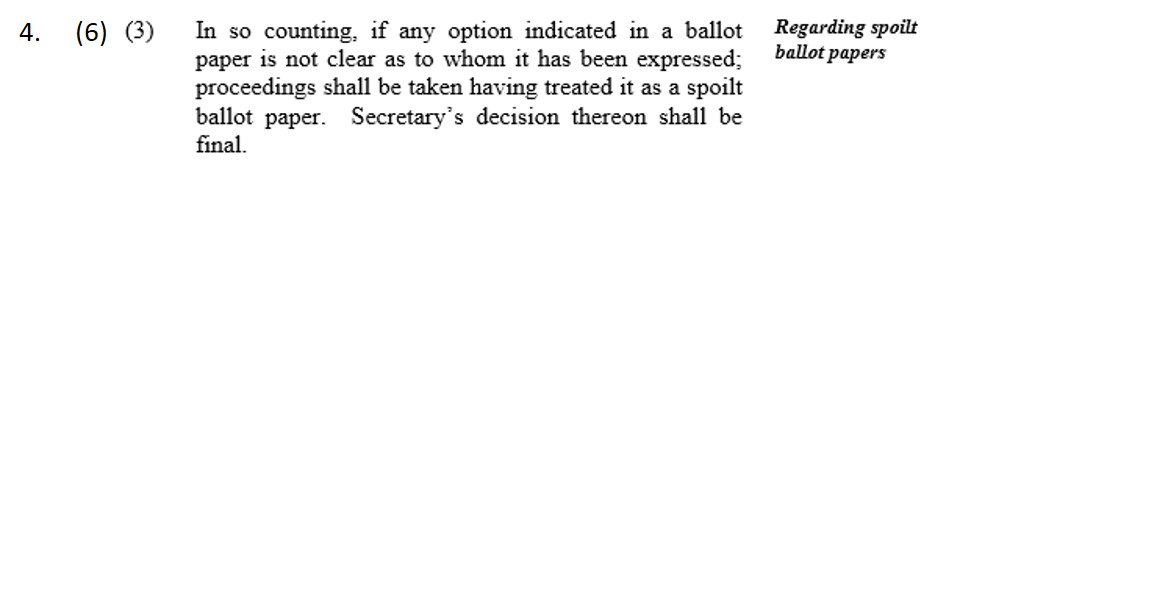 4. (6) (3) In so counting, if any option indicated in a ballot
paper is not clear as to whom it has been expressed;
proceedings shall be taken having treated it as a spoilt
ballot paper. Secretary's decision thereon shall be
final.
Regarding spoilt
ballot papers